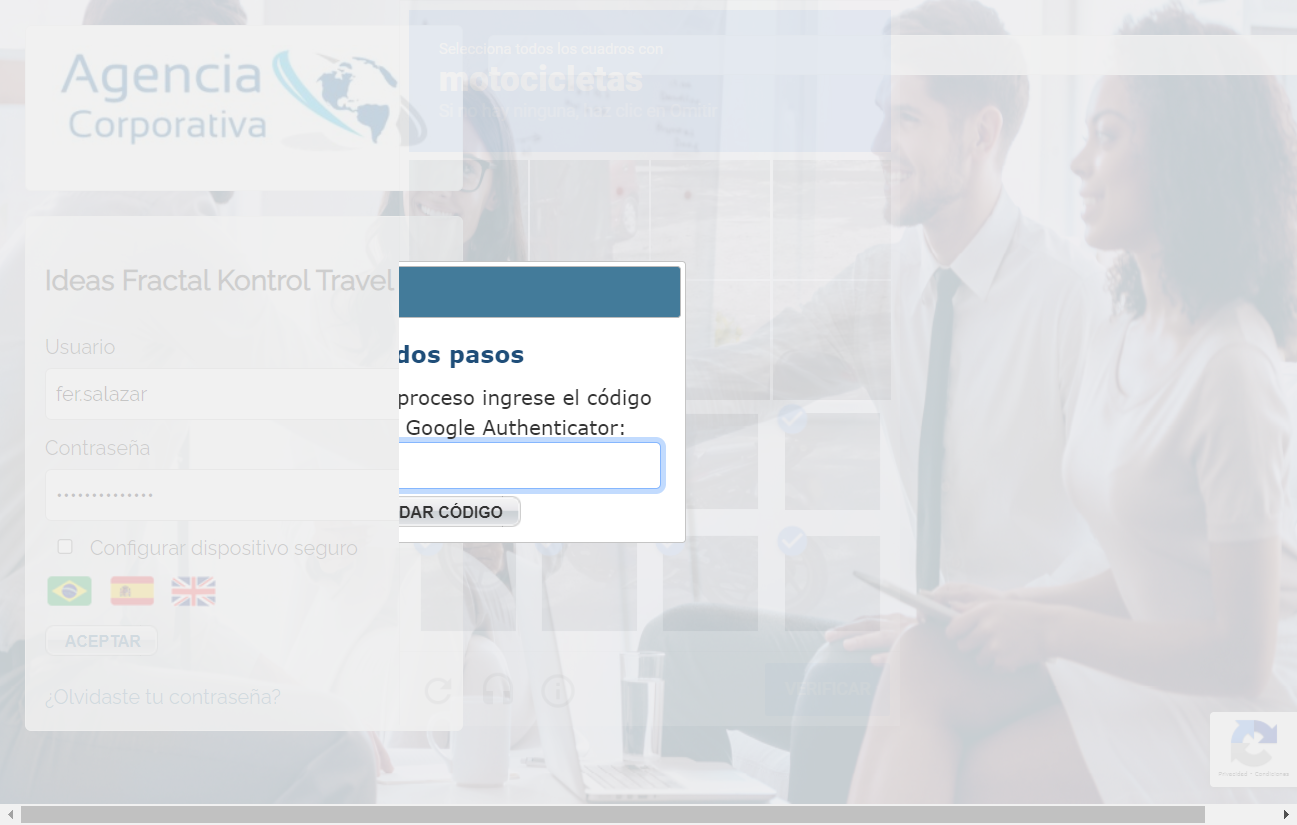 Agencia
Corporativa
Selecciona todos los cuadros con
motocicletas
Si no hay ninguna, haz clic en Omitir
Ideas Fractal Kontrol Travel
Usuario
fer.salazar
Contraseña
Configurar dispositivo seguro
ACEPTAR
¿Olvidaste tu contraseña?
dos pasos
proceso ingrese el código
Google Authenticator:
DAR CÓDIGO
VERIFICAR
Privacidad - Condiciones